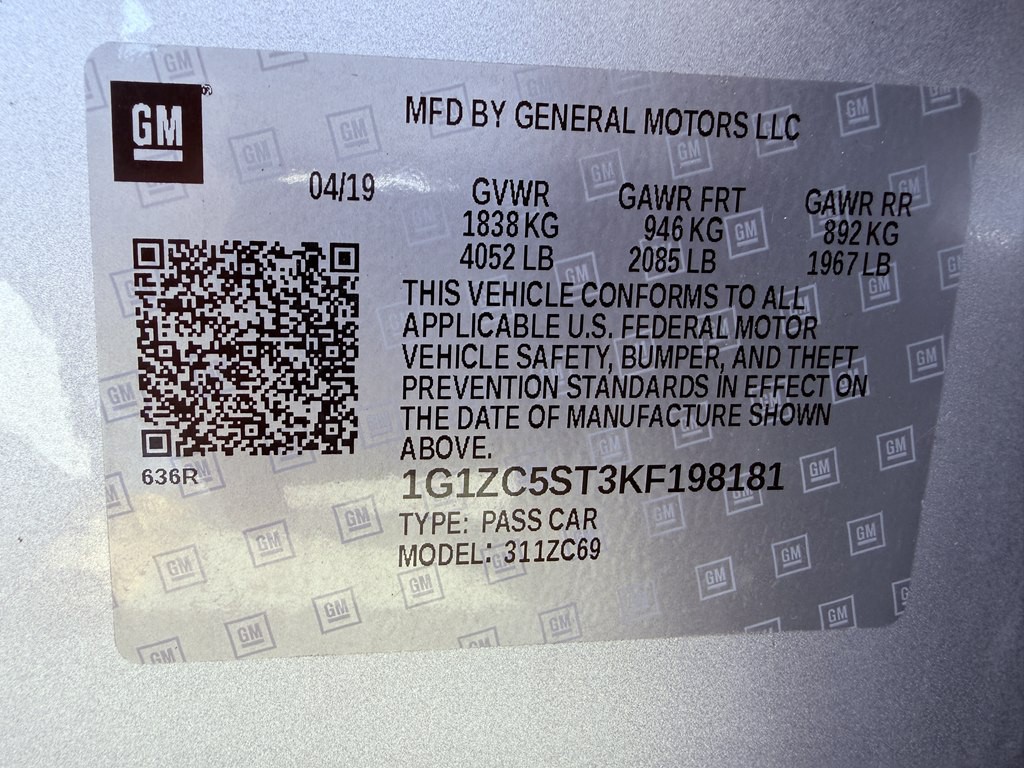 GM
MFD BY GENERAL MOTORS LLC
04/19
GVWR GAWR FRT GAWR RR
1838 KG 946 KG 892 KG
4052 LB 2085 LB 1967 LB
THIS VEHICLE CONFORMS TO ALL
APPLICABLE U.S. FEDERAL MOTOR
VEHICLE SAFETY, BUMPER, AND THEFT
PREVENTION STANDARDS IN EFFECT ON
THE DATE OF MANUFACTURE SHOWN
ABOVE.
636R
1G1ZC5ST3KF198181
TYPE: PASS CAR
MODEL: 311ZC69